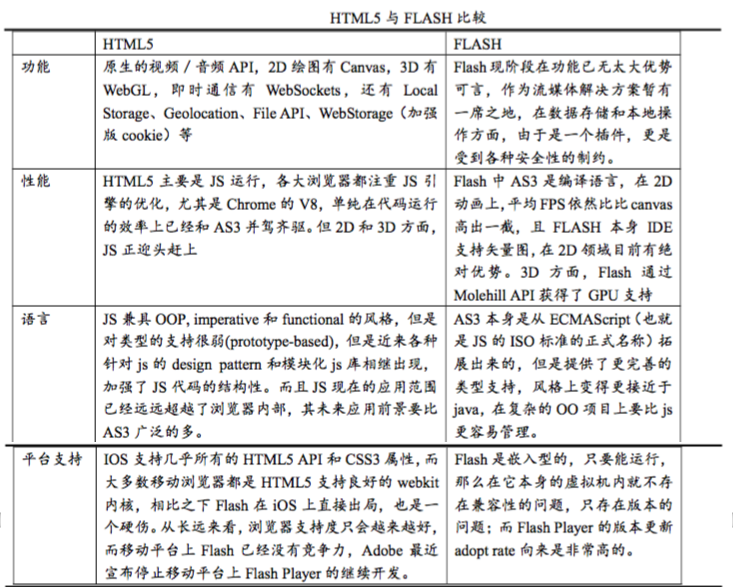 HTML5 与 FLASH 比较
HTML5
FLASH
功能
原生的视频 / 音频 API，2D 绘图有 Canvas，3D 有
WebGL，即时通信有 WebSockets，还有 Local
Storage、Geolocation、File API、WebStorage（加强
版 cookie）等
Flash 现阶段在功能已无太大优势
可言，作为流媒体解决方案暂有
一席之地，在数据存储和本地操
作方面，由于是一个插件，更是
受到各种安全性的制约。
性能
HTML5 主要是 JS 运行，各大浏览器都注重 JS 引
擎的优化，尤其是 Chrome 的 V8，单纯在代码运行
的效率上已经和 AS3 并驾齐驱。但 2D 和 3D 方面，
JS 正迎头赶上
Flash 中 AS3 是编译语言，在 2D
动画上，平均 FPS 依然比比 canvas
高出一截，且 FLASH 本身 IDE
支持矢量图，在 2D 领域目前有绝
对优势。3D 方面，Flash 通过
Molehill API 获得了 GPU 支持
语言
JS 兼具 OOP, imperative 和 functional 的风格，但是
对类型的支持很弱(prototype-based)，但是近来各种
针对 js 的 design pattern 和模块化 js 库相继出现，
加强了 JS 代码的结构性。而且 JS 现在的应用范围
已经远远超越了浏览器内部，其未来应用前景要比
AS3 广泛的多。
AS3 本身是从 ECMAScript（也就
是 JS 的 ISO 标准的正式名称）拓
展出来的，但是提供了更完善的
类型支持，风格上变得更接近于
java，在复杂的 OO 项目上要比 js
更容易管理。
平台支持
IOS 支持几乎所有的 HTML5 API 和 CSS3 属性，而
大多数移动浏览器都是 HTML5 支持良好的 webkit
内核，相比之下 Flash 在 iOS 上直接出局，也是一
个硬伤。从长远来看，浏览器支持度只会越来越好，
而移动平台上 Flash 已经没有竞争力，Adobe 最近
宣布停止移动平台上 Flash Player 的继续开发。
Flash 是嵌入型的，只要能运行，
那么在它本身的虚拟机内就不存
在兼容性的问题，只存在版本的
问题；而 Flash Player 的版本更新
adopt rate 向来是非常高的。